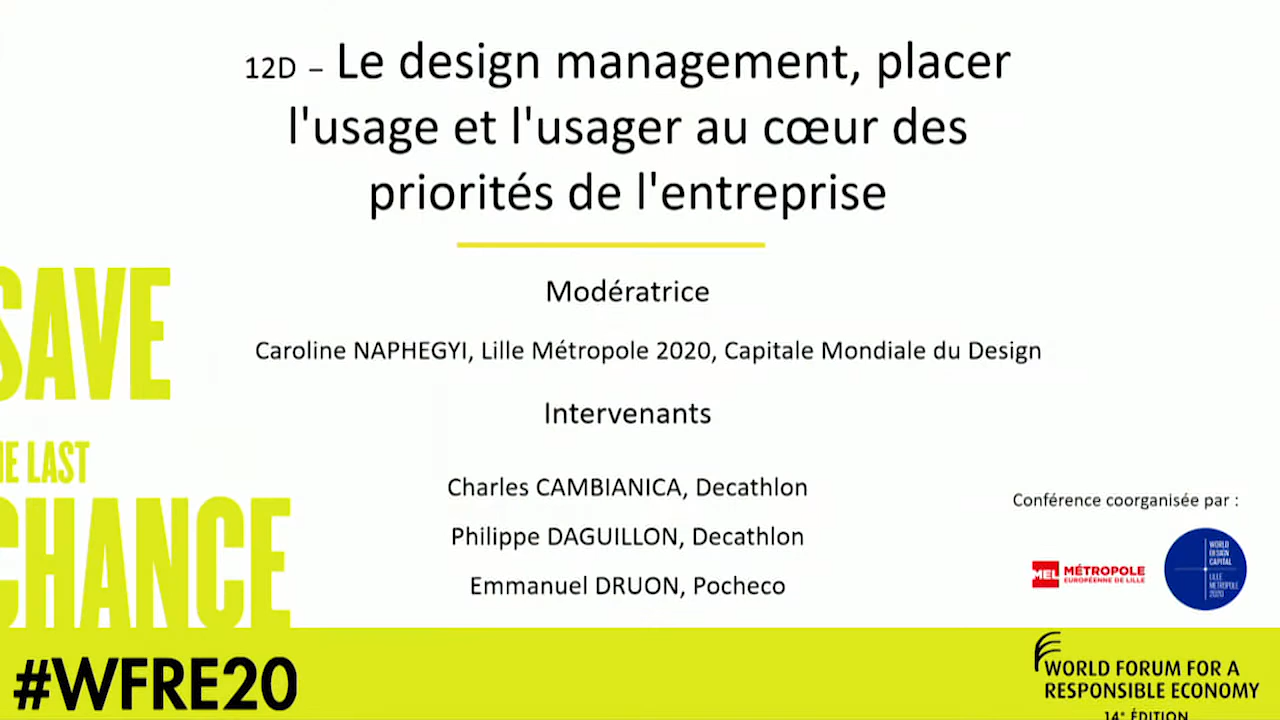 12D – Le design management, placer
l'usage et l'usager au cœur des
priorités de l'entreprise
Modératrice
Caroline NAPHEGYI, Lille Métropole 2020, Capitale Mondiale du Design
Intervenants
Charles CAMBIANICA, Decathlon
Philippe DAGUILLON, Decathlon
Emmanuel DRUON, Pocheco
SAVE
HE LAST
CHANCE
Conférence coorganisée par :
MEL MÉTROPOLE
EUROPÉENNE DE LILLE
WORLD
DESIGN
CAPITAL
LILLE
METROPOLE
2020
#WFRE20
WORLD FORUM FOR A
RESPONSIBLE ECONOMY
14e ÉDITION